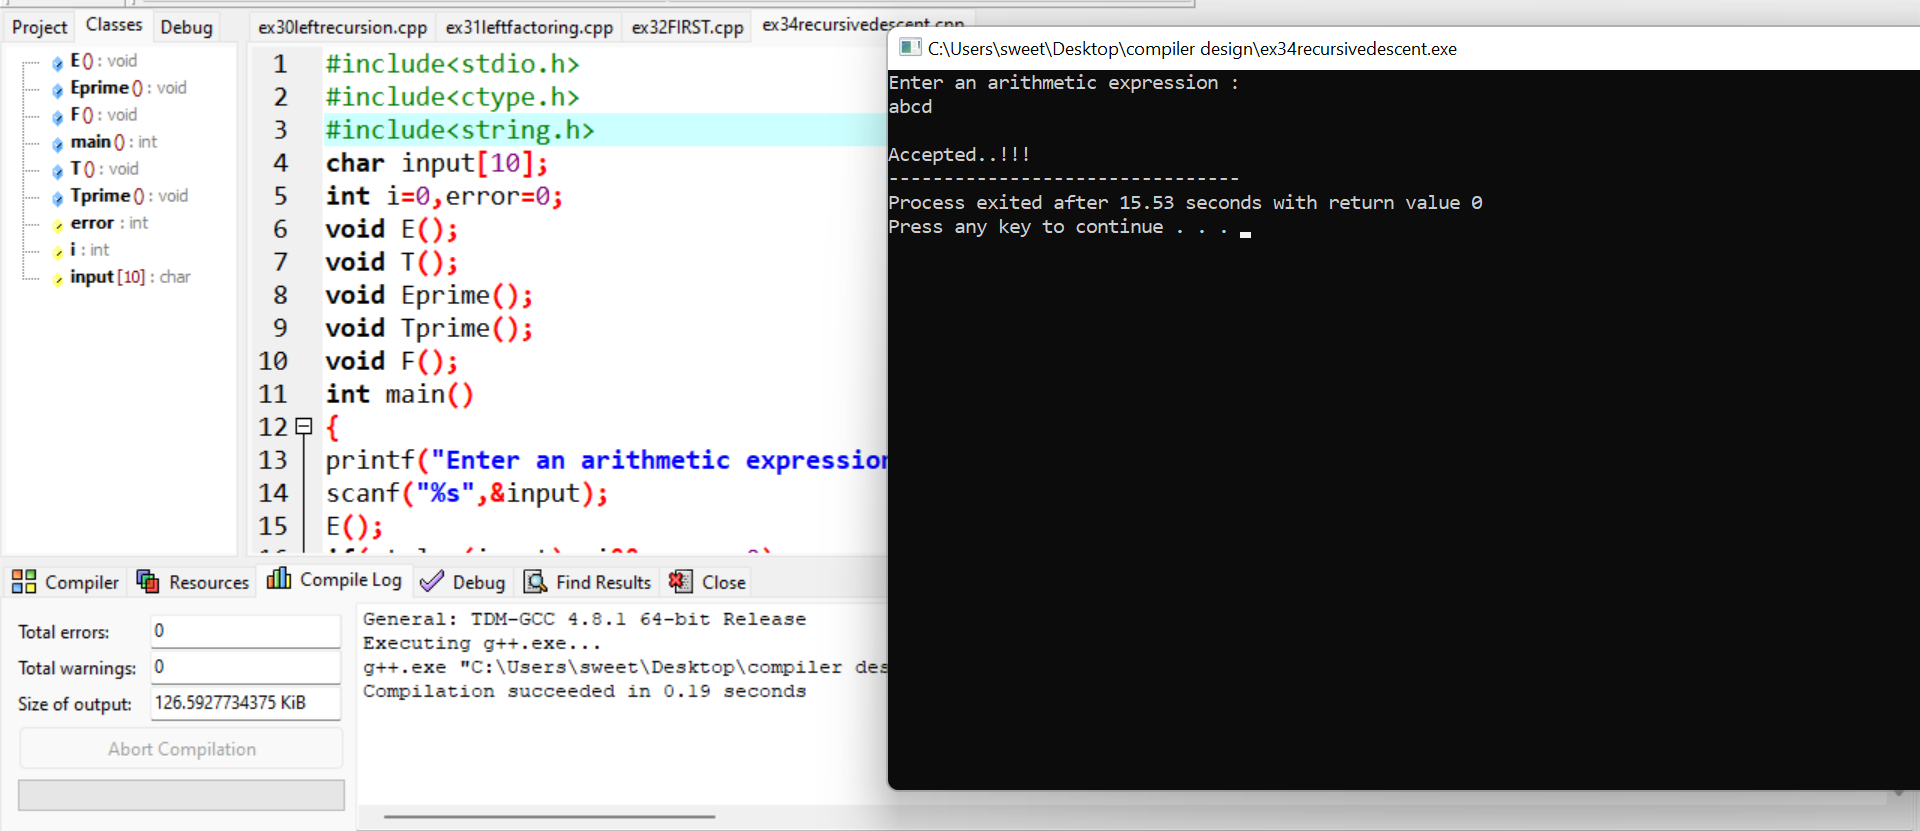 Project Classes Debug
E() : void
Eprime() : void
F() : void
main() : int
T() : void
Tprime() : void
error : int
i : int
input[10] : char
ex30leftrecursion.cpp ex31leftfactoring.cpp ex32FIRST.cpp ex34recursivedescent.cpp
1 #include<stdio.h>
2 #include<ctype.h>
3 #include<string.h>
4 char input[10];
5 int i=0,error=0;
6 void E();
7 void T();
8 void Eprime();
9 void Tprime();
10 void F();
11 int main()
12 {
13 printf("Enter an arithmetic expression
14 scanf("%s",&input);
15 E();
C:\Users\sweet\Desktop\compiler design\ex34recursivedescent.exe
Enter an arithmetic expression :
abcd
Accepted..!!!
--------------------------------
Process exited after 15.53 seconds with return value 0
Press any key to continue . . .
Compiler Resources Compile Log Debug Find Results Close
Total errors: 0
Total warnings: 0
Size of output: 126.5927734375 KiB
Abort Compilation
General: TDM-GCC 4.8.1 64-bit Release
Executing g++.exe...
g++.exe "C:\Users\sweet\Desktop\compiler des
Compilation succeeded in 0.19 seconds